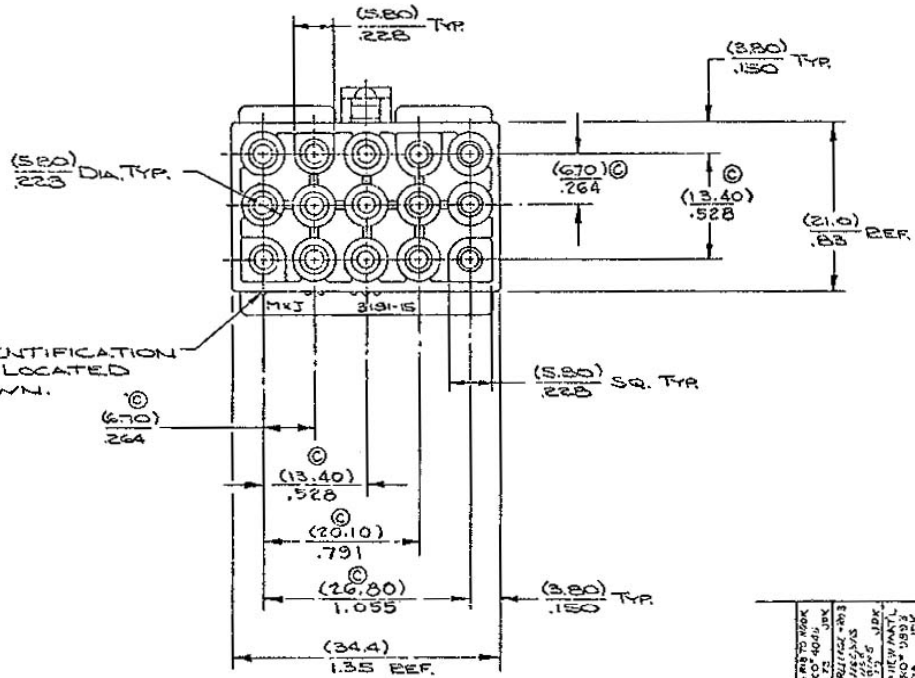 (5.80)
.228 TYP.
(3.80)
.150 TYP.
(5.80)
.223 DIA. TYP.
(6.70) ©
.264
©
(13.40)
.528
(21.0)
.83 REF.
MXJ 3191-15
ENTIFICATION
LOCATED
WN.
(5.80)
.228 SQ. TYP.
©
(6.70)
.264
©
(13.40)
.528
©
(20.10)
.791
©
(26.80)
1.055
(3.80)
.150 TYP.
(34.4)
1.35 REF.